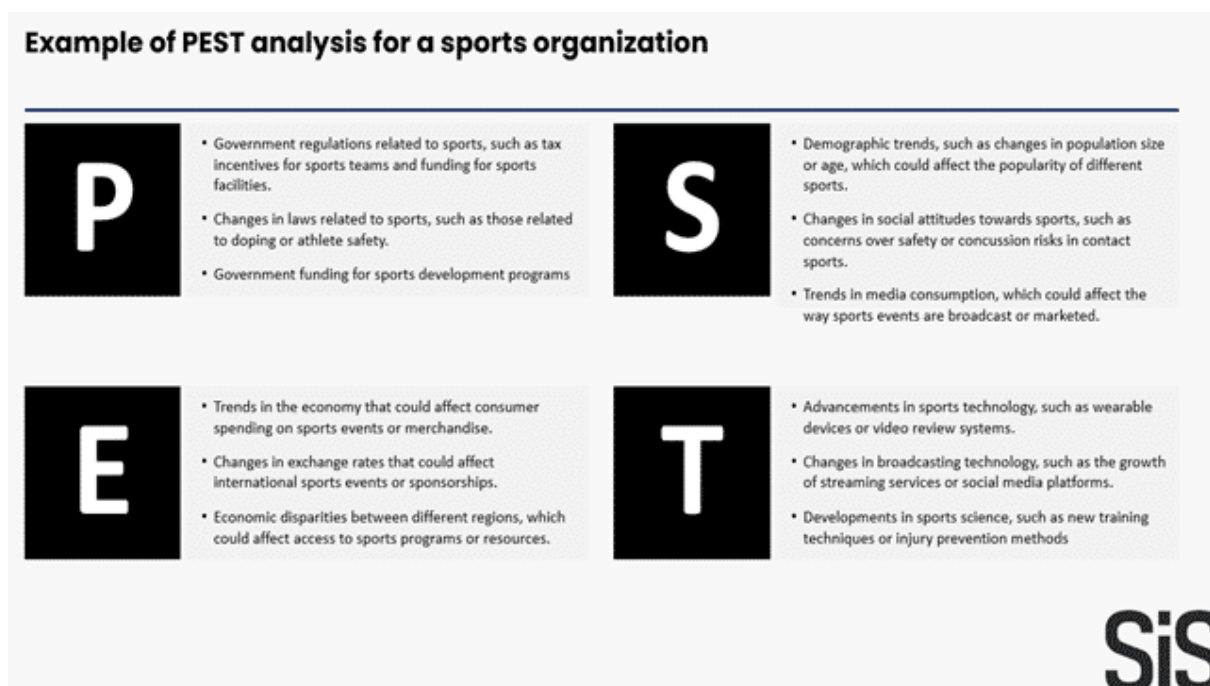 Example of PEST analysis for a sports organization
P
• Government regulations related to sports, such as tax
incentives for sports teams and funding for sports
facilities.
• Changes in laws related to sports, such as those related
to doping or athlete safety.
• Government funding for sports development programs
S
• Demographic trends, such as changes in population size
or age, which could affect the popularity of different
sports.
• Changes in social attitudes towards sports, such as
concerns over safety or concussion risks in contact
sports.
• Trends in media consumption, which could affect the
way sports events are broadcast or marketed.
E
• Trends in the economy that could affect consumer
spending on sports events or merchandise.
• Changes in exchange rates that could affect
international sports events or sponsorships.
• Economic disparities between different regions, which
could affect access to sports programs or resources.
T
• Advancements in sports technology, such as wearable
devices or video review systems.
• Changes in broadcasting technology, such as the growth
of streaming services or social media platforms.
• Developments in sports science, such as new training
techniques or injury prevention methods
SiS